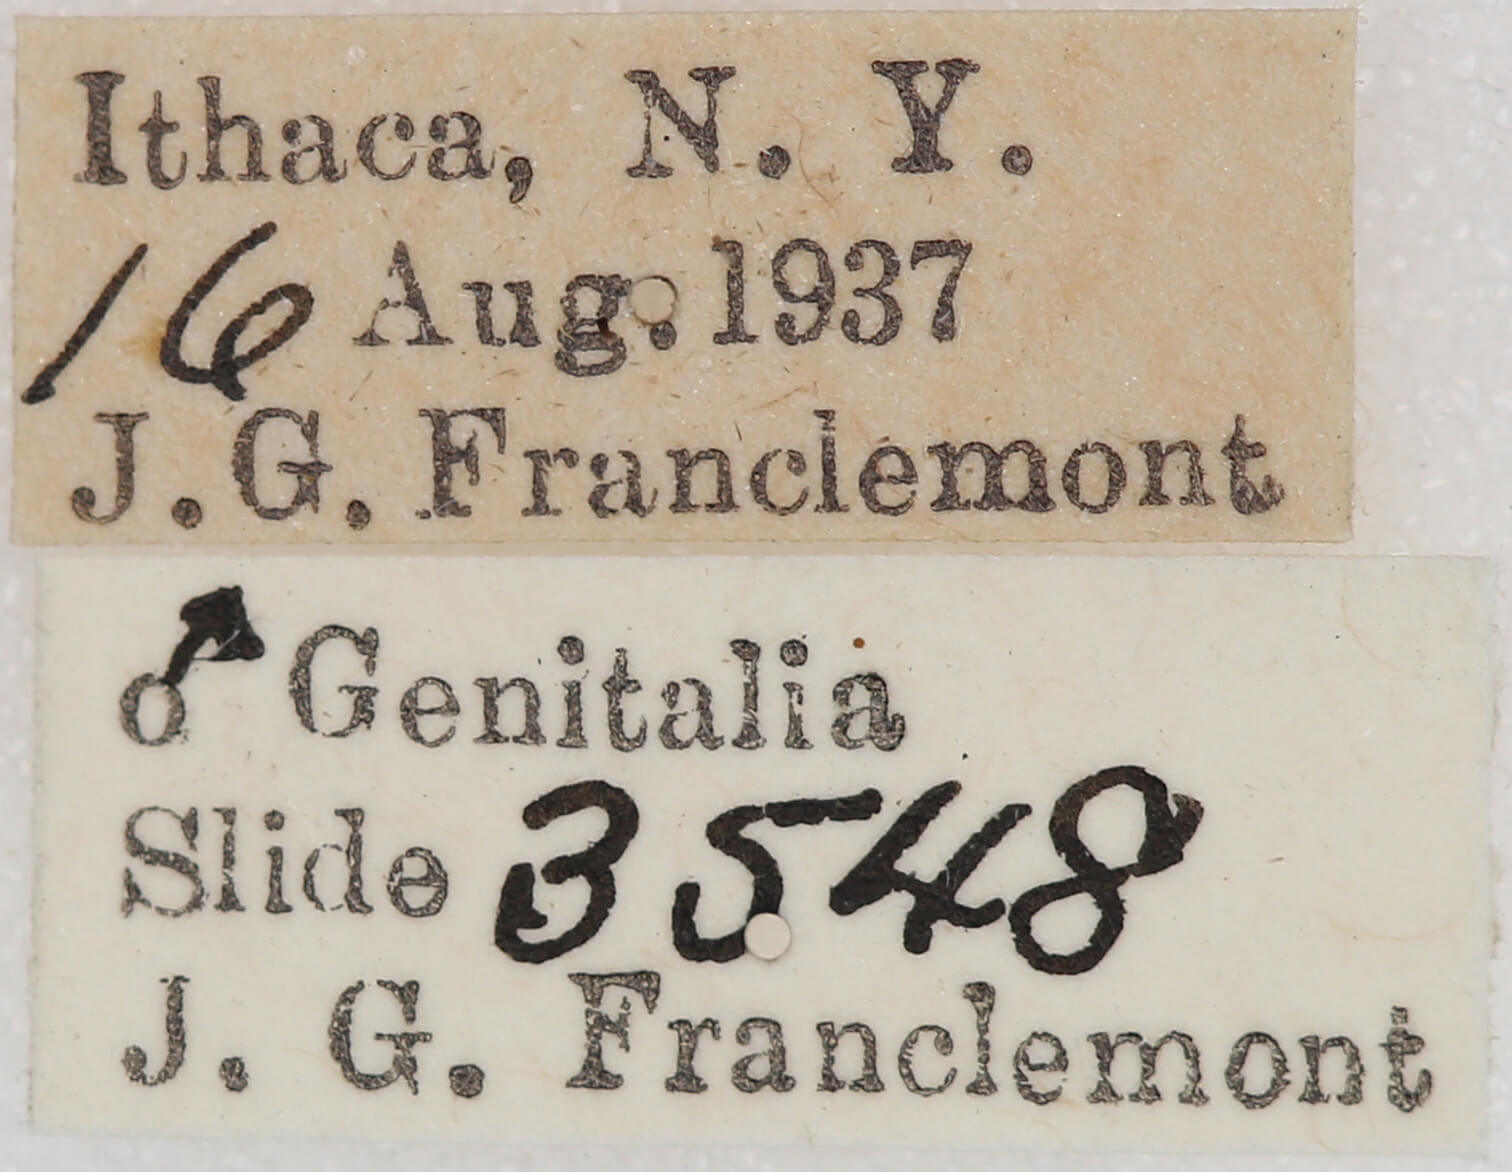 Ithaca, N. Y.
16 Aug. 1937
J. G. Franclemont
♂ Genitalia
Slide 3548
J. G. Franclemont